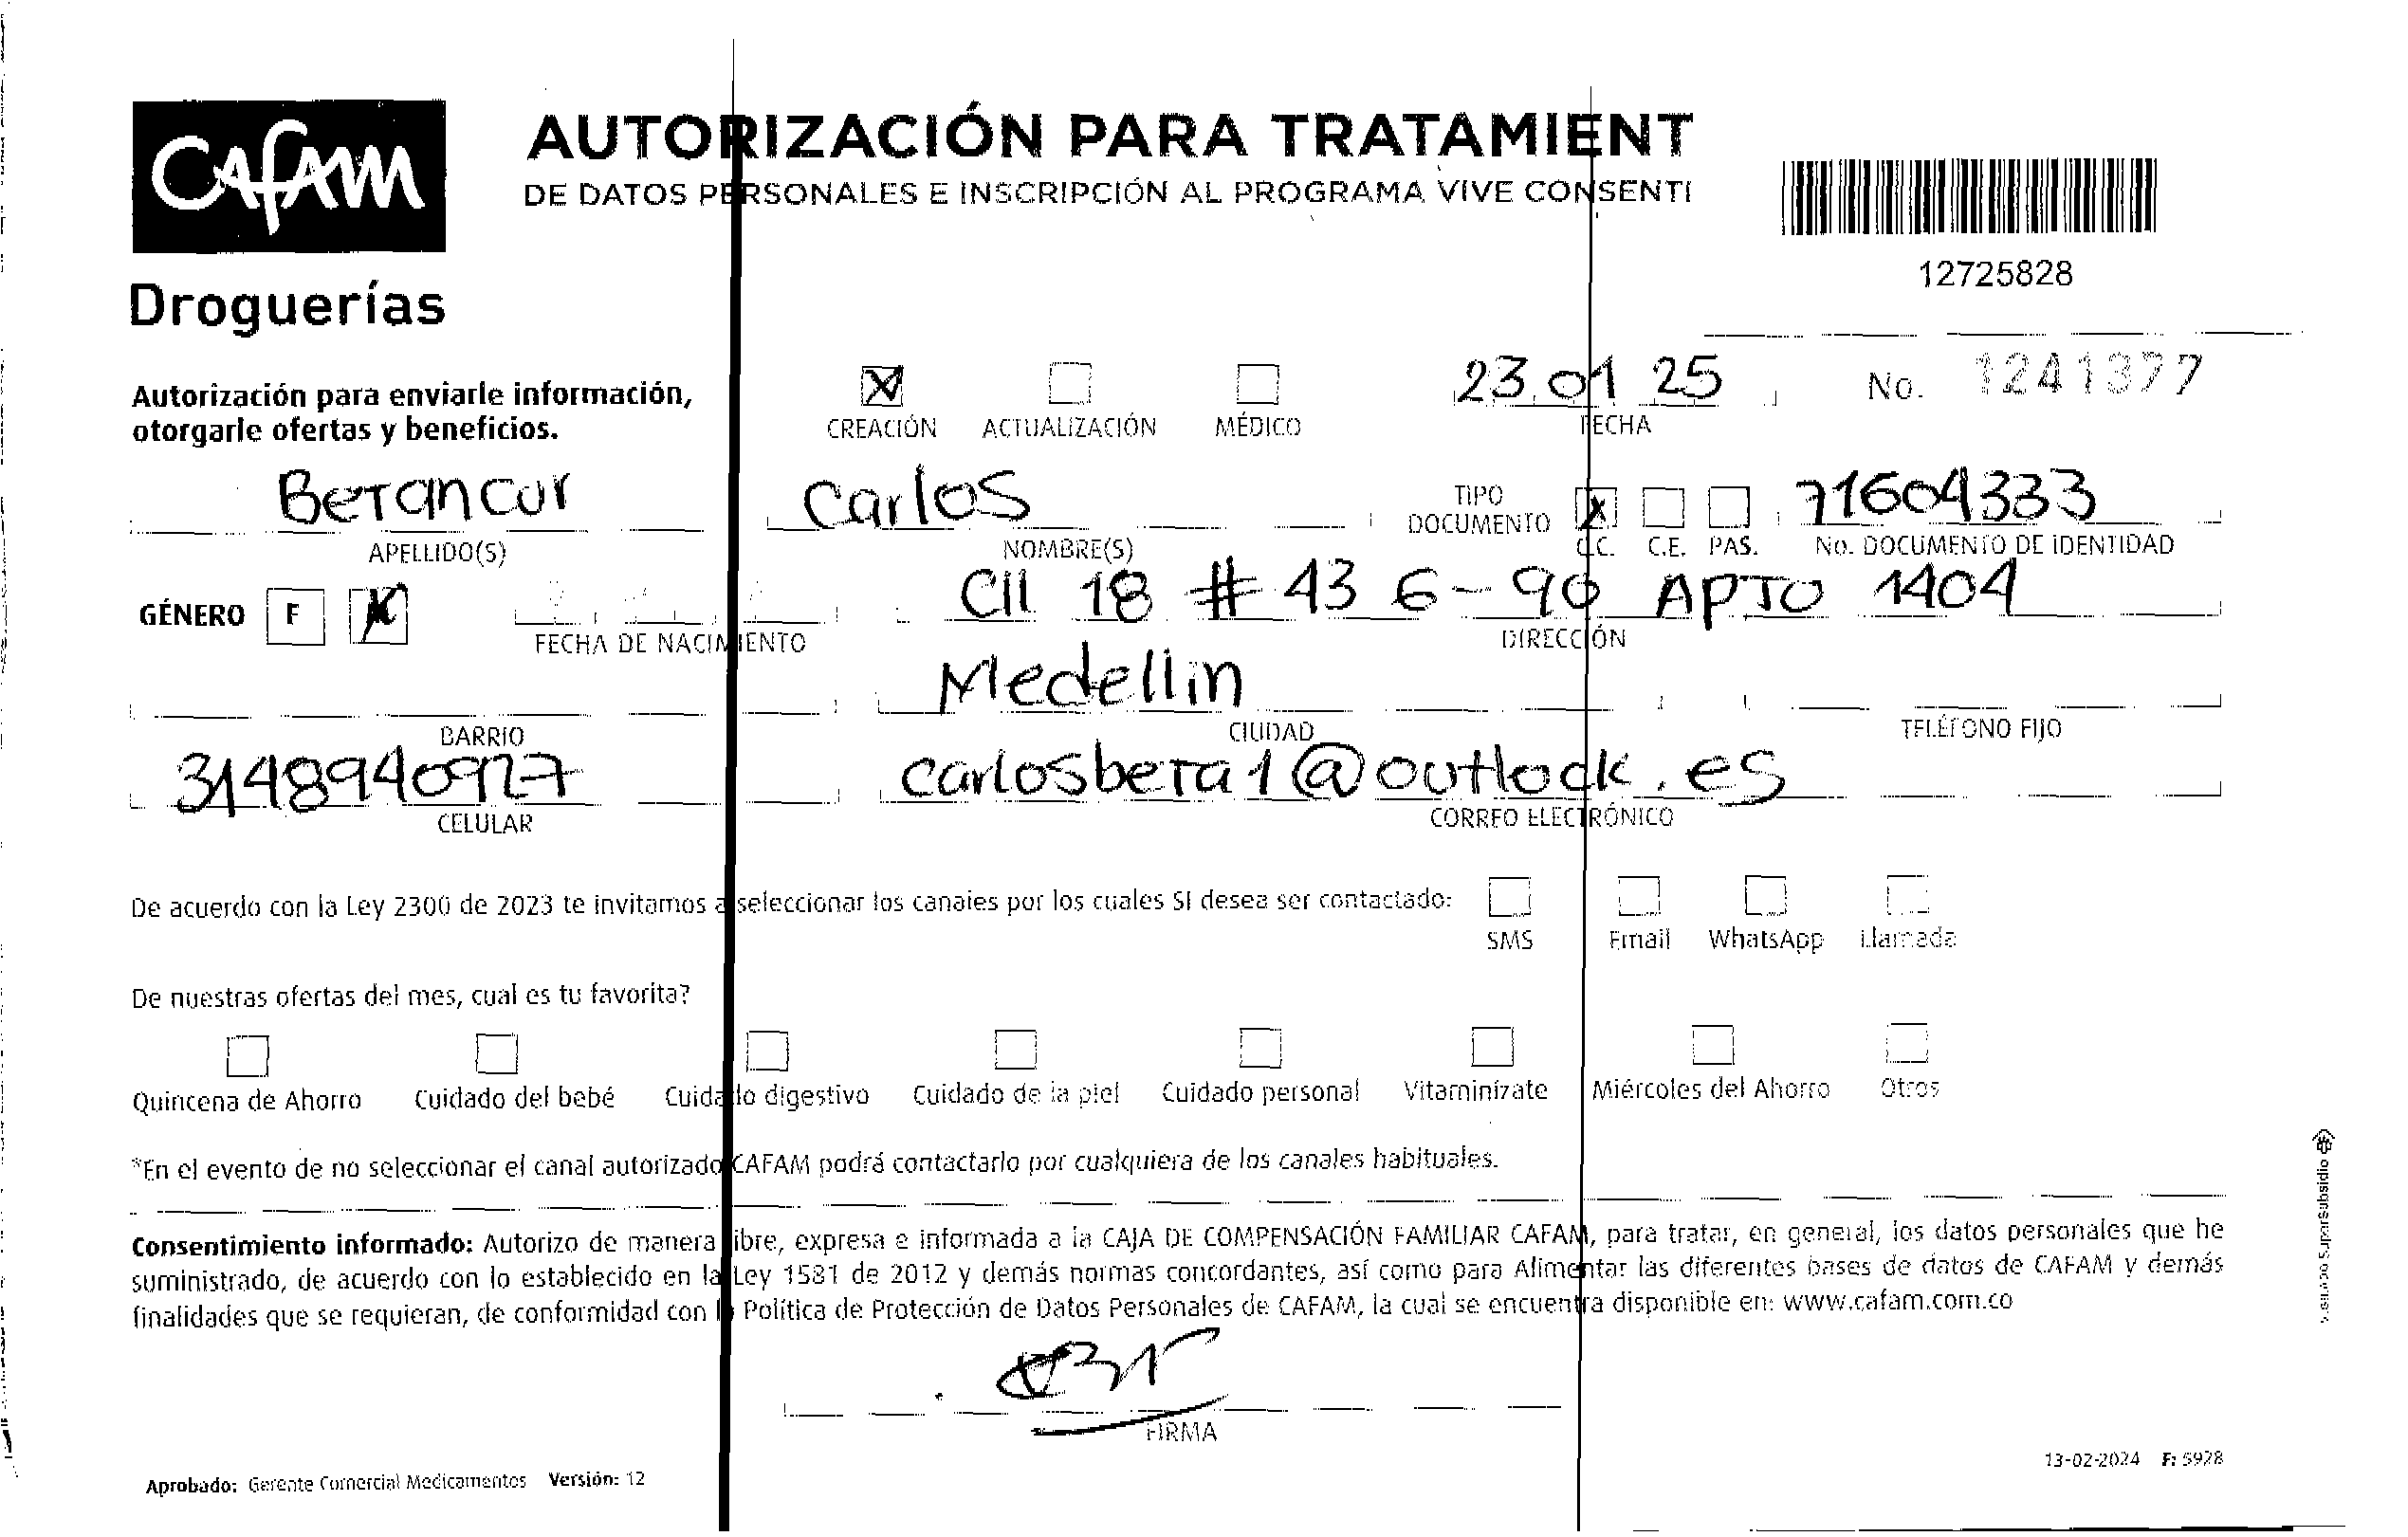 CAFAM
AUTORIZACIÓN PARA TRATAMIENT
DE DATOS PERSONALES E INSCRIPCIÓN AL PROGRAMA VIVE CONSENTI
12725828
Droguerías
Autorización para enviarle información,
otorgarle ofertas y beneficios.
X
CREACIÓN ACTUALIZACIÓN MÉDICO
23 01 25
FECHA
No. 1241377
Betancur Carlos
TIPO DOCUMENTO X 71604333
APELLIDO(S) NOMBRE(S) C.C. C.E. PAS. No. DOCUMENTO DE IDENTIDAD
GÉNERO F Cll 18 # 43 G-90 APTO 1404
FECHA DE NACIMIENTO DIRECCIÓN
Medellin
BARRIO CIUDAD TELÉFONO FIJO
3148940927 carlosbeta1@outlook.es
CELULAR CORREO ELECTRÓNICO
De acuerdo con la Ley 2300 de 2023 te invitamos a seleccionar los canales por los cuales SI desea ser contactado:
SMS Email WhatsApp Llamada
De nuestras ofertas del mes, cual es tu favorita?
Quincena de Ahorro Cuidado del bebé Cuidado digestivo Cuidado de la piel Cuidado personal Vitaminízate Miércoles del Ahorro Otros
*En el evento de no seleccionar el canal autorizado CAFAM podrá contactarlo por cualquiera de los canales habituales.
Consentimiento informado: Autorizo de manera libre, expresa e informada a la CAJA DE COMPENSACIÓN FAMILIAR CAFAM, para tratar, en general, los datos personales que he
suministrado, de acuerdo con lo establecido en la Ley 1581 de 2012 y demás normas concordantes, así como para Alimentar las diferentes bases de datos de CAFAM y demás
finalidades que se requieran, de conformidad con la Política de Protección de Datos Personales de CAFAM, la cual se encuentra disponible en: www.cafam.com.co
FIRMA
Aprobado: Gerente Comercial Medicamentos Versión: 12
13-02-2024 F: 5928
SuperSubsidio